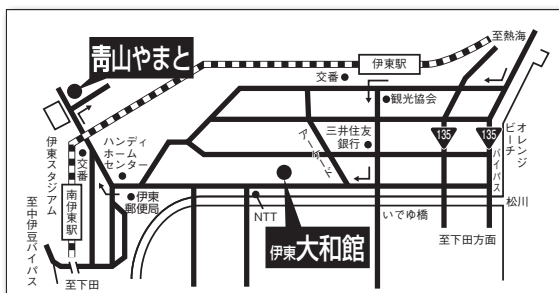 至熱海
青山やまと
伊東駅
交番
観光協会
オレンジ
ビーチ
135
135
バイパス
三井住友
銀行
アーケード
ハンディ
ホーム
センター
交番
伊東スタジアム
南伊東駅
伊東
郵便局
NTT
いでゆ橋
松川
伊東大和館
至下田方面
至中伊豆バイパス
至下田